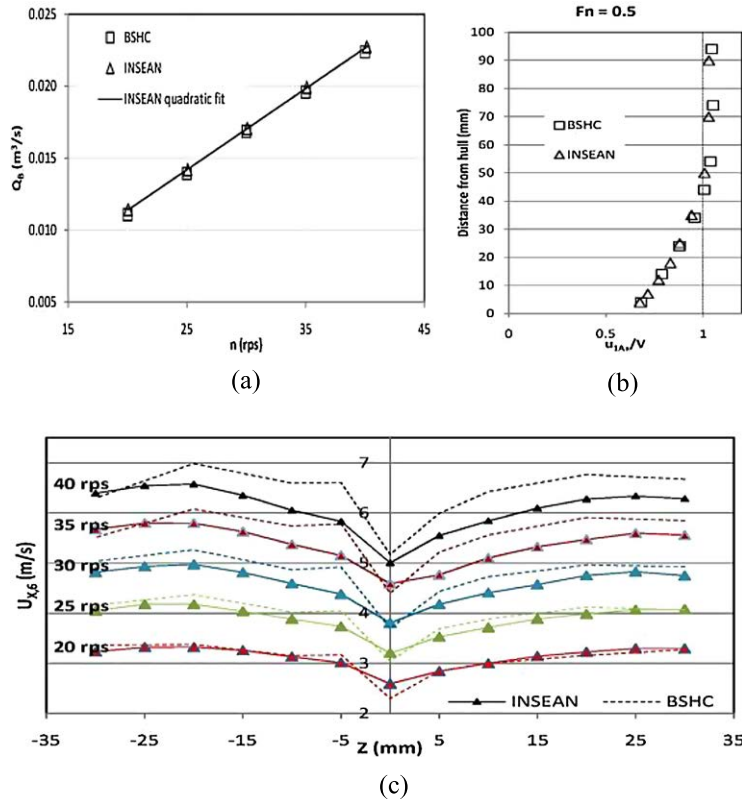 0.025
0.020
0.015
0.010
0.005
Q₆ (m³/s)
BSHC
INSEAN
INSEAN quadratic fit
15
25
35
45
n (rps)
(a)
Fn = 0.5
100
90
80
70
60
50
40
30
20
10
0
Distance from hull (mm)
BSHC
INSEAN
0
0.5
1
/V
(b)
40 rps
35 rps
30 rps
25 rps
20 rps
7
6
5
4
3
2
Uₓ,₆ (m/s)
INSEAN
BSHC
-35
-25
-15
-5
5
15
25
35
Z (mm)
(c)